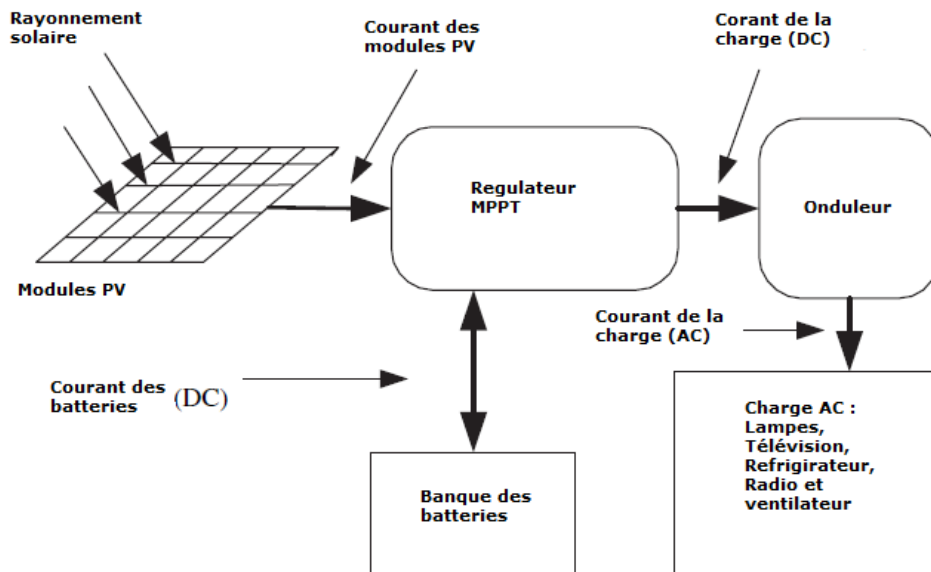 Rayonnement
solaire
Courant des
modules PV
Corant de la
charge (DC)
Regulateur
MPPT
Onduleur
Modules PV
Courant de la
charge (AC)
Courant des
batteries (DC)
Banque des
batteries
Charge AC :
Lampes,
Télévision,
Refrigirateur,
Radio et
ventilateur